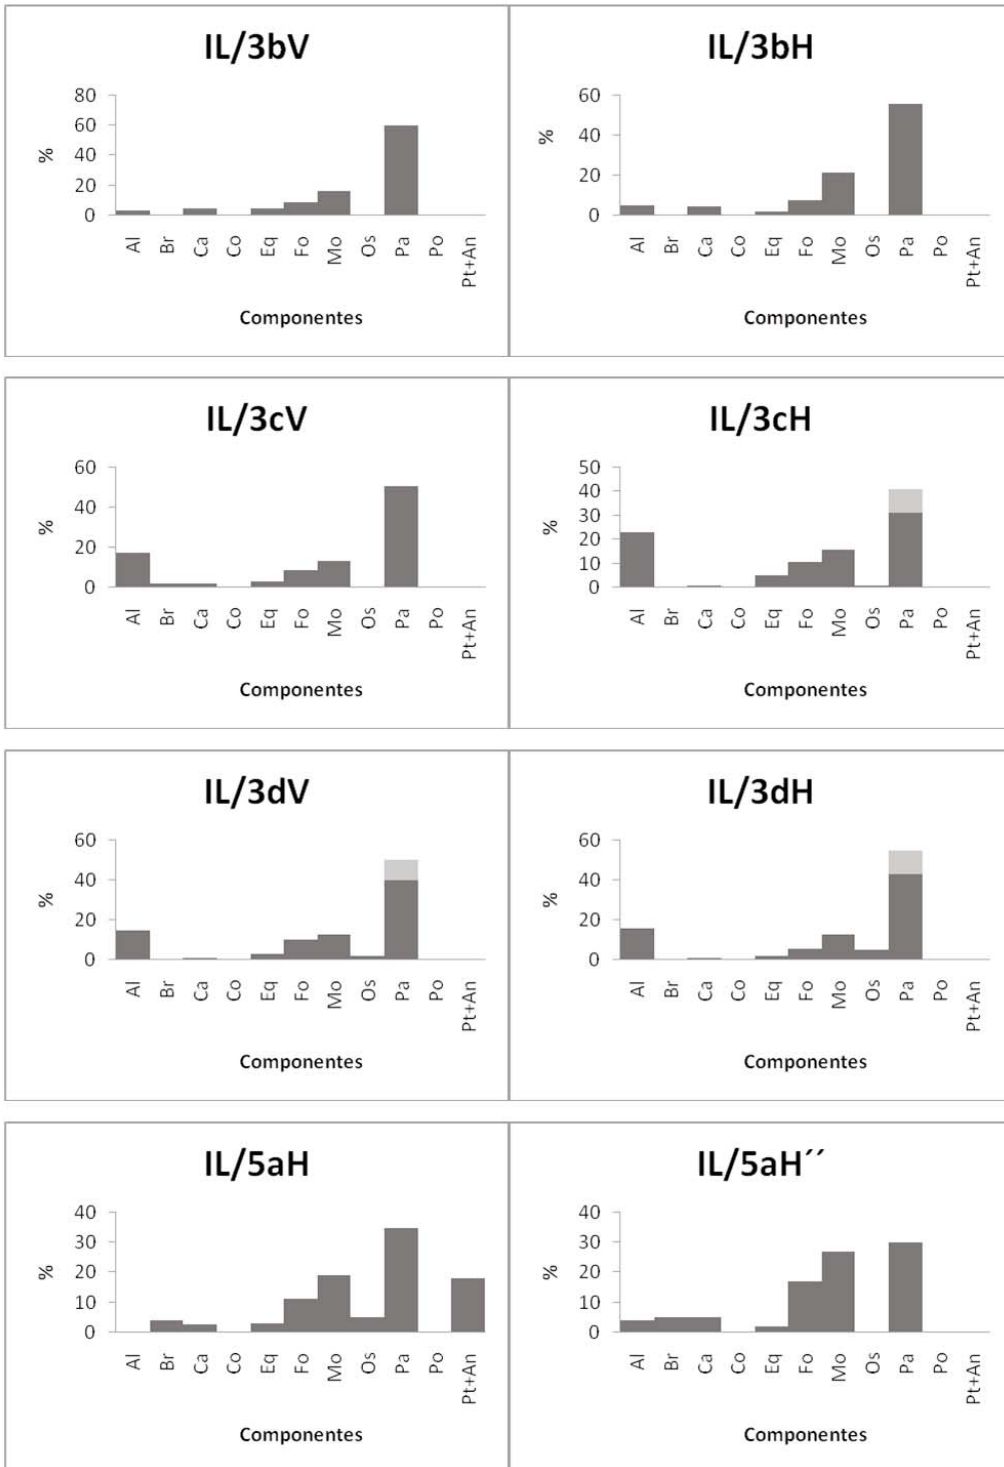 IL/3bV
80
60
40
20
0
%
Al Br Ca Co Eq Fo Mo Os Pa Po Pt+An
Componentes
IL/3bH
60
40
20
0
%
Al Br Ca Co Eq Fo Mo Os Pa Po Pt+An
Componentes
IL/3cV
60
40
20
0
%
Al Br Ca Co Eq Fo Mo Os Pa Po Pt+An
Componentes
IL/3cH
50
40
30
20
10
0
%
Al Br Ca Co Eq Fo Mo Os Pa Po Pt+An
Componentes
IL/3dV
60
40
20
0
%
Al Br Ca Co Eq Fo Mo Os Pa Po Pt+An
Componentes
IL/3dH
60
40
20
0
%
Al Br Ca Co Eq Fo Mo Os Pa Po Pt+An
Componentes
IL/5aH
40
30
20
10
0
%
Al Br Ca Co Eq Fo Mo Os Pa Po Pt+An
Componentes
IL/5aH´´
40
30
20
10
0
%
Al Br Ca Co Eq Fo Mo Os Pa Po Pt+An
Componentes